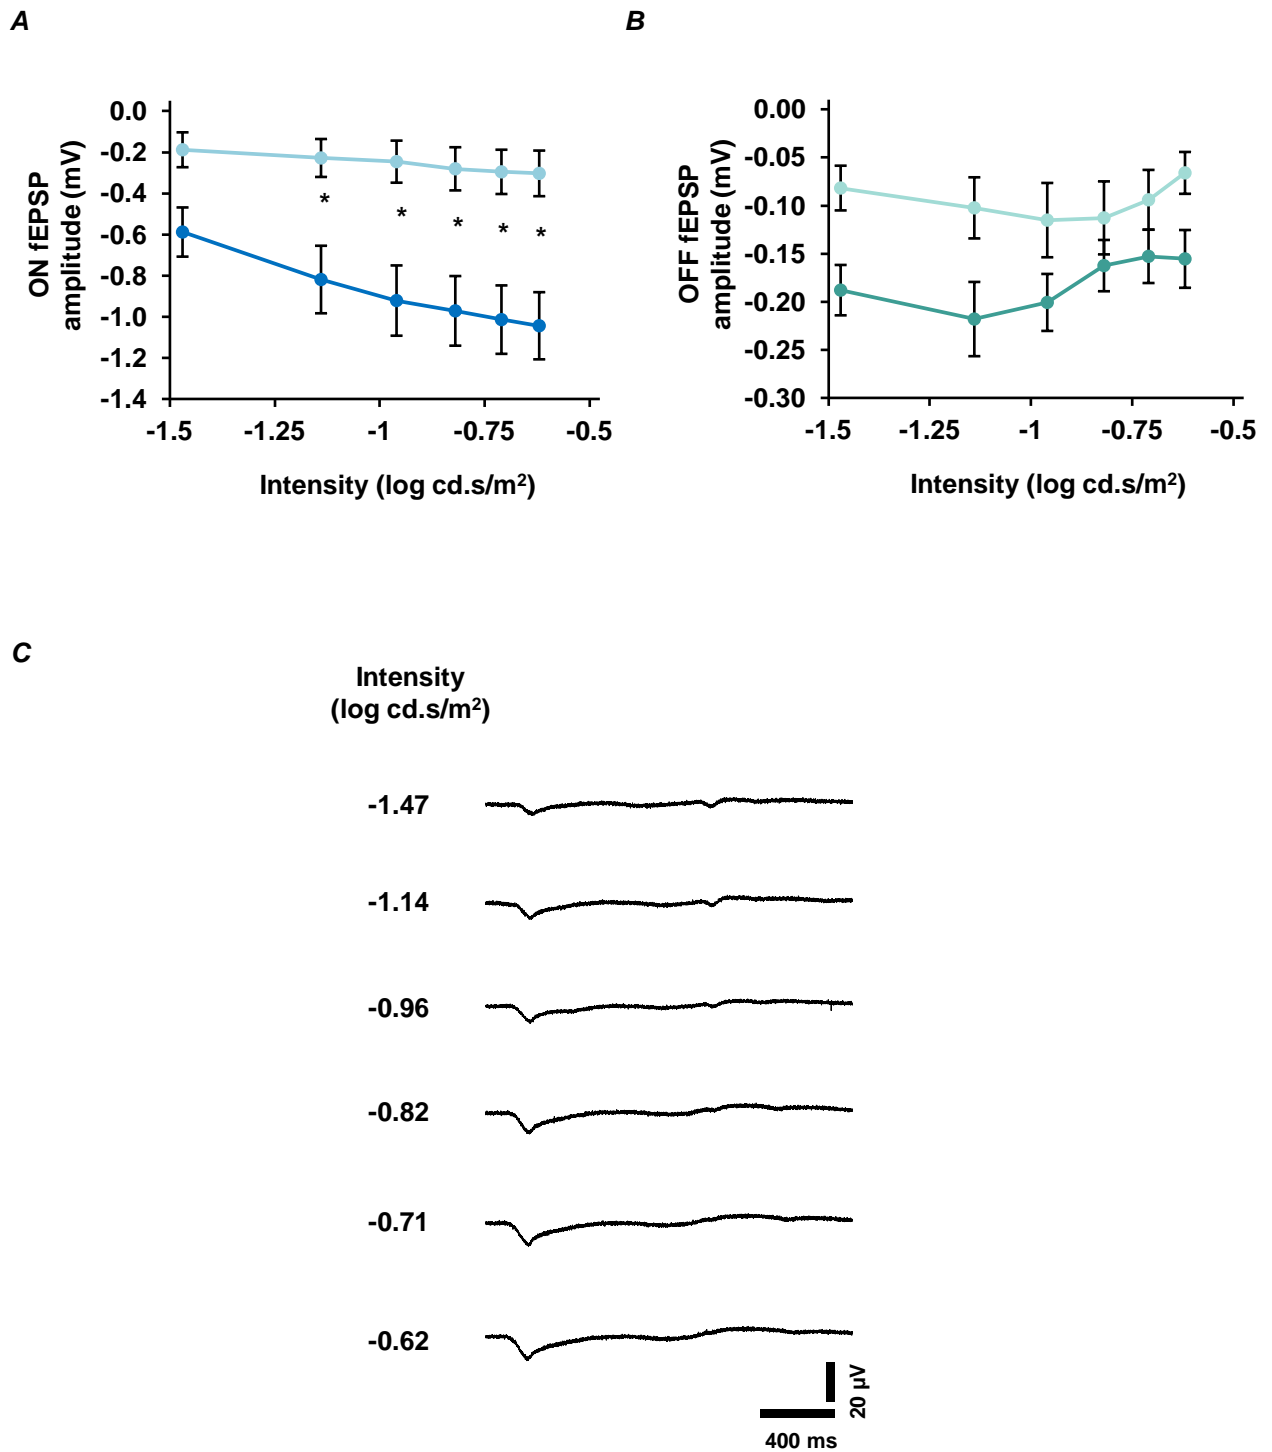 A
B
0.0
-0.2
-0.4
-0.6
-0.8
-1.0
-1.2
-1.4
ON fEPSP
amplitude (mV)
*
*
*
*
*
-1.5
-1.25
-1
-0.75
-0.5
Intensity (log cd.s/m²)
0.00
-0.05
-0.10
-0.15
-0.20
-0.25
-0.30
OFF fEPSP
amplitude (mV)
-1.5
-1.25
-1
-0.75
-0.5
Intensity (log cd.s/m²)
C
Intensity
(log cd.s/m²)
-1.47
-1.14
-0.96
-0.82
-0.71
-0.62
20 µV
400 ms